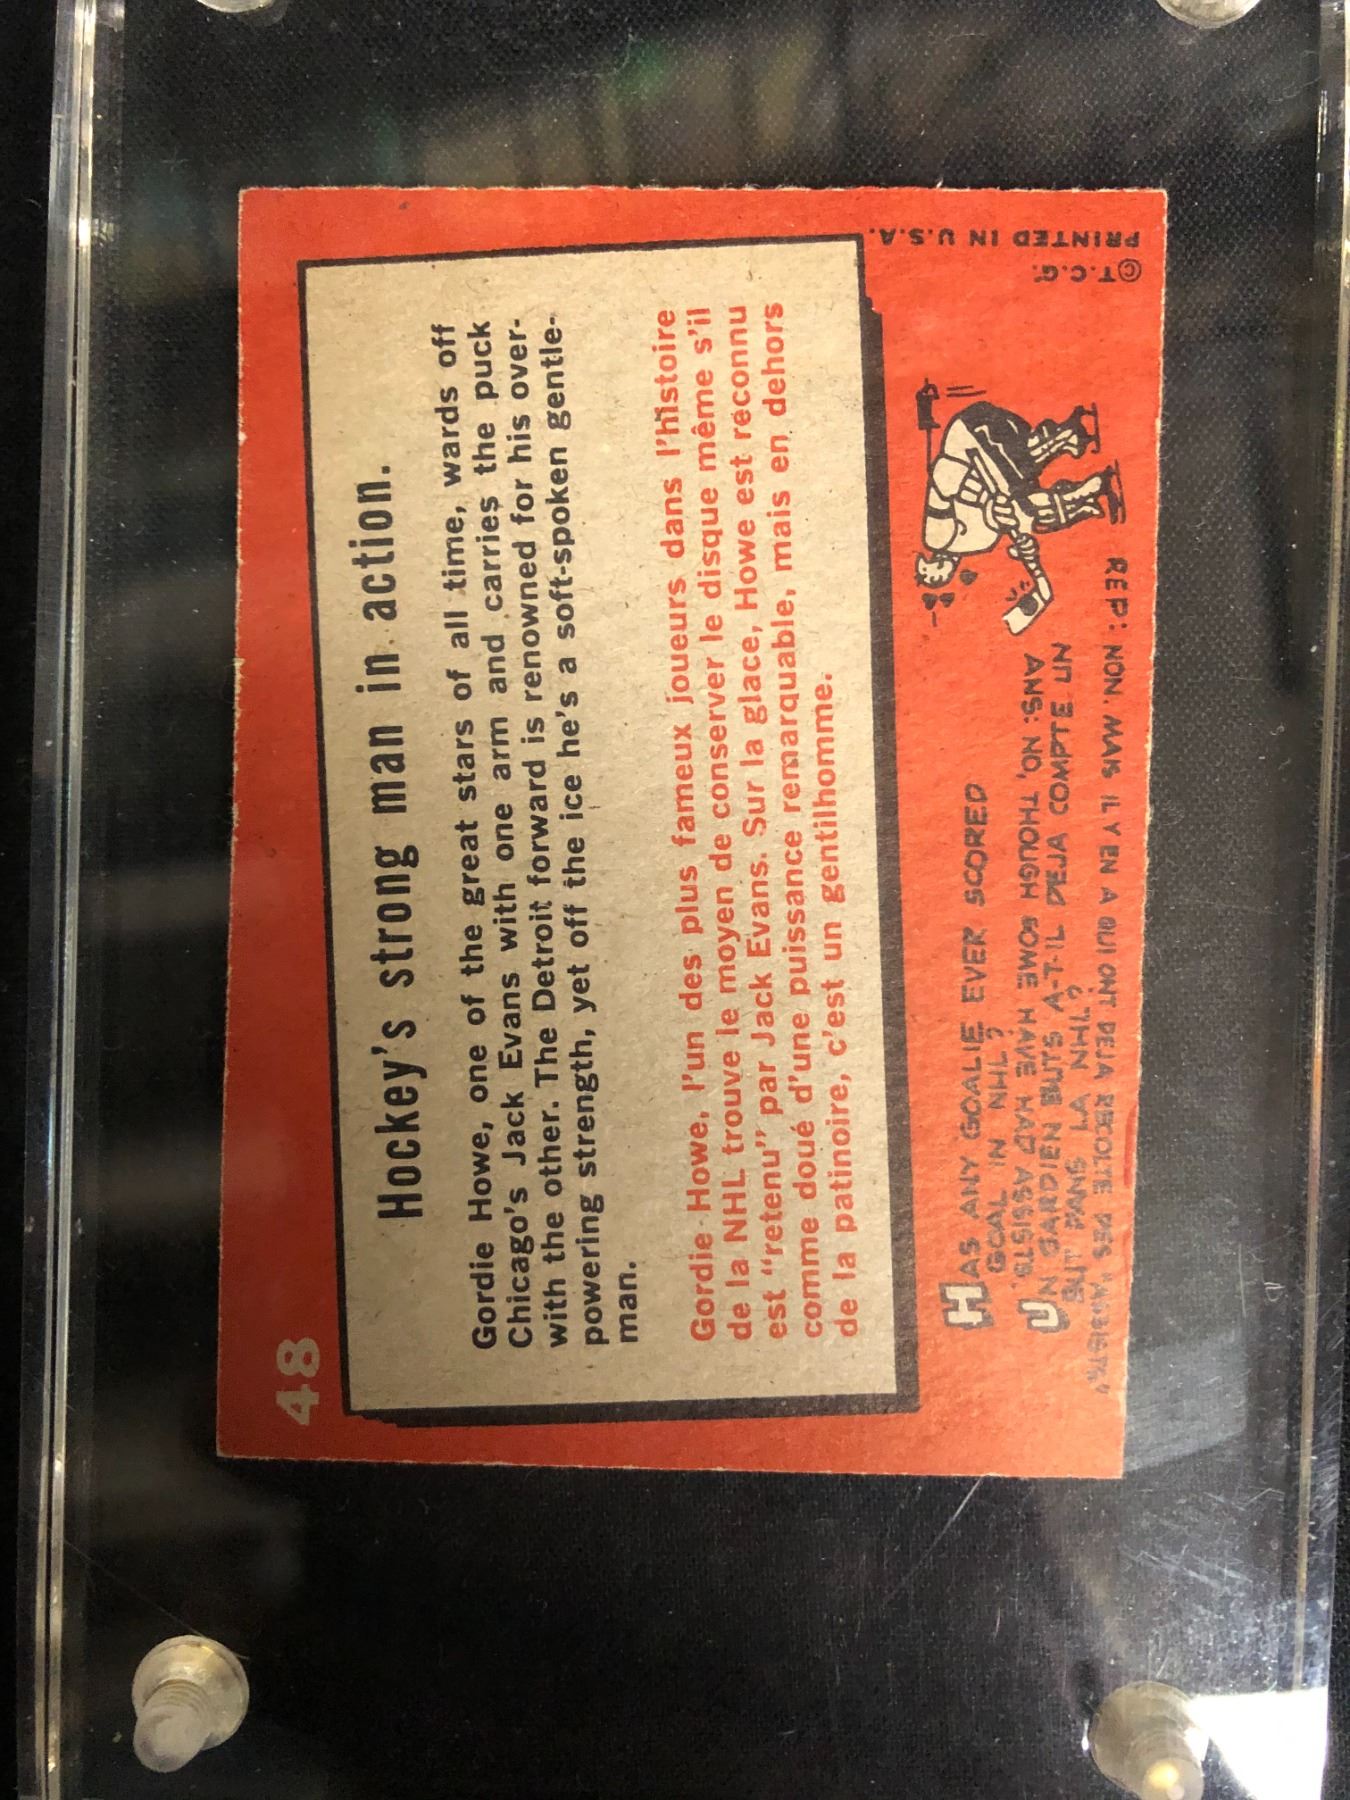 48
Hockey's strong man in action.
Gordie Howe, one of the great stars of all time, wards off
Chicago's Jack Evans with one arm and carries the puck
with the other. The Detroit forward is renowned for his over-
powering strength, yet off the ice he's a soft-spoken gentle-
man.
Gordie Howe, l'un des plus fameux joueurs dans l'histoire
de la NHL trouve le moyen de conserver le disque même s'il
est "retenu" par Jack Evans. Sur la glace, Howe est reconnu
comme doué d'une puissance remarquable, mais en dehors
de la patinoire, c'est un gentilhomme.
HAS ANY GOALIE EVER SCORED
GOAL IN NHL?
UN GARDIEN BUTS A-T-IL DEJA COMPTE UN
BUT DANS LA NHL?
ANS: NO, THOUGH SOME HAVE HAD ASSISTS.
REP: NON. MAIS IL Y EN A QUI ONT DEJA RECOLTE DES "ASSISTS"
© T.C.G.
PRINTED IN U.S.A.